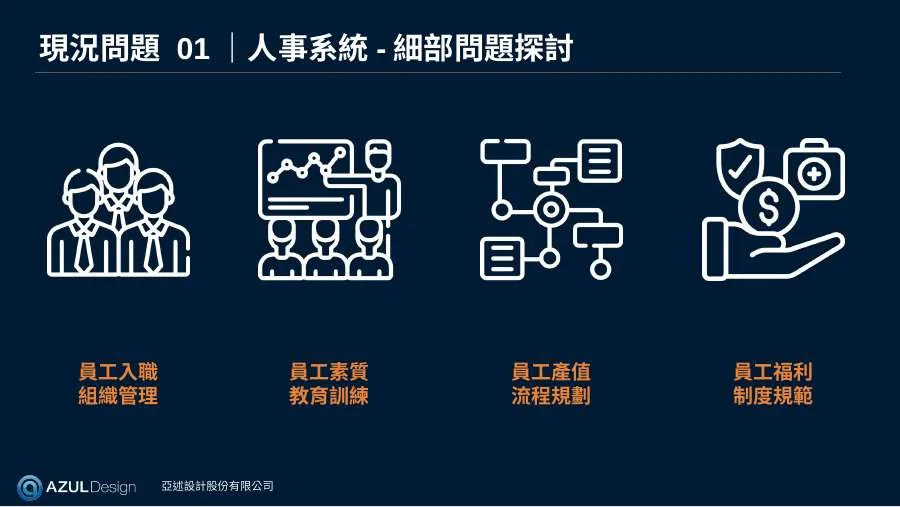 現況問題 01｜人事系統 - 細部問題探討
員工入職
組織管理
員工素質
教育訓練
員工產值
流程規劃
員工福利
制度規範
AZUL Design
亞述設計股份有限公司